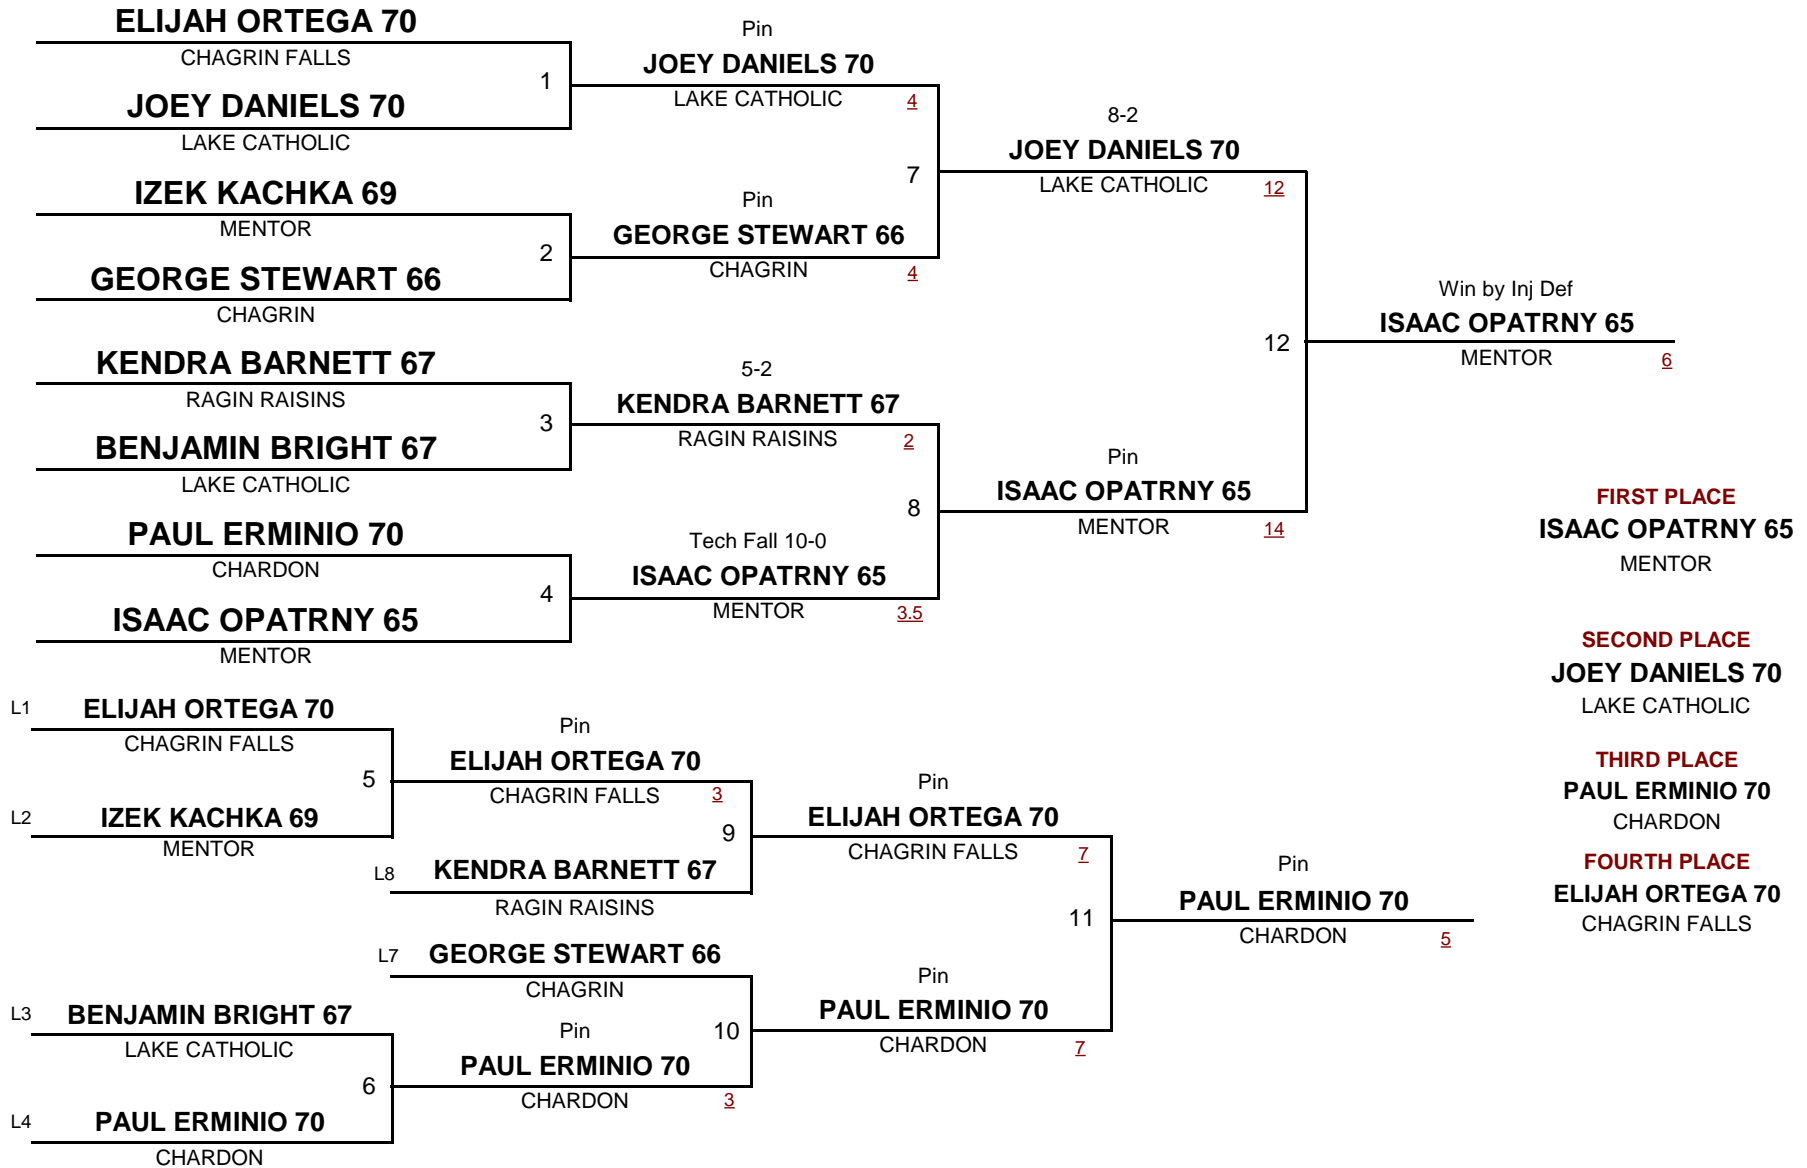 ELIJAH ORTEGA 70
CHAGRIN FALLS
1
JOEY DANIELS 70
LAKE CATHOLIC
IZEK KACHKA 69
MENTOR
2
GEORGE STEWART 66
CHAGRIN
KENDRA BARNETT 67
RAGIN RAISINS
3
BENJAMIN BRIGHT 67
LAKE CATHOLIC
PAUL ERMINIO 70
CHARDON
4
ISAAC OPATRNY 65
MENTOR
Pin
JOEY DANIELS 70
LAKE CATHOLIC 4
7
Pin
GEORGE STEWART 66
CHAGRIN 4
5-2
KENDRA BARNETT 67
RAGIN RAISINS 2
8
Tech Fall 10-0
ISAAC OPATRNY 65
MENTOR 3.5
8-2
JOEY DANIELS 70
LAKE CATHOLIC 12
12
Pin
ISAAC OPATRNY 65
MENTOR 14
Win by Inj Def
ISAAC OPATRNY 65
MENTOR 6
L1 ELIJAH ORTEGA 70
CHAGRIN FALLS
5
L2 IZEK KACHKA 69
MENTOR
L3 BENJAMIN BRIGHT 67
LAKE CATHOLIC
6
L4 PAUL ERMINIO 70
CHARDON
Pin
ELIJAH ORTEGA 70
CHAGRIN FALLS 3
9
L8 KENDRA BARNETT 67
RAGIN RAISINS
L7 GEORGE STEWART 66
CHAGRIN
10
Pin
PAUL ERMINIO 70
CHARDON 3
Pin
ELIJAH ORTEGA 70
CHAGRIN FALLS 7
11
Pin
PAUL ERMINIO 70
CHARDON 7
Pin
PAUL ERMINIO 70
CHARDON 5
FIRST PLACE
ISAAC OPATRNY 65
MENTOR
SECOND PLACE
JOEY DANIELS 70
LAKE CATHOLIC
THIRD PLACE
PAUL ERMINIO 70
CHARDON
FOURTH PLACE
ELIJAH ORTEGA 70
CHAGRIN FALLS